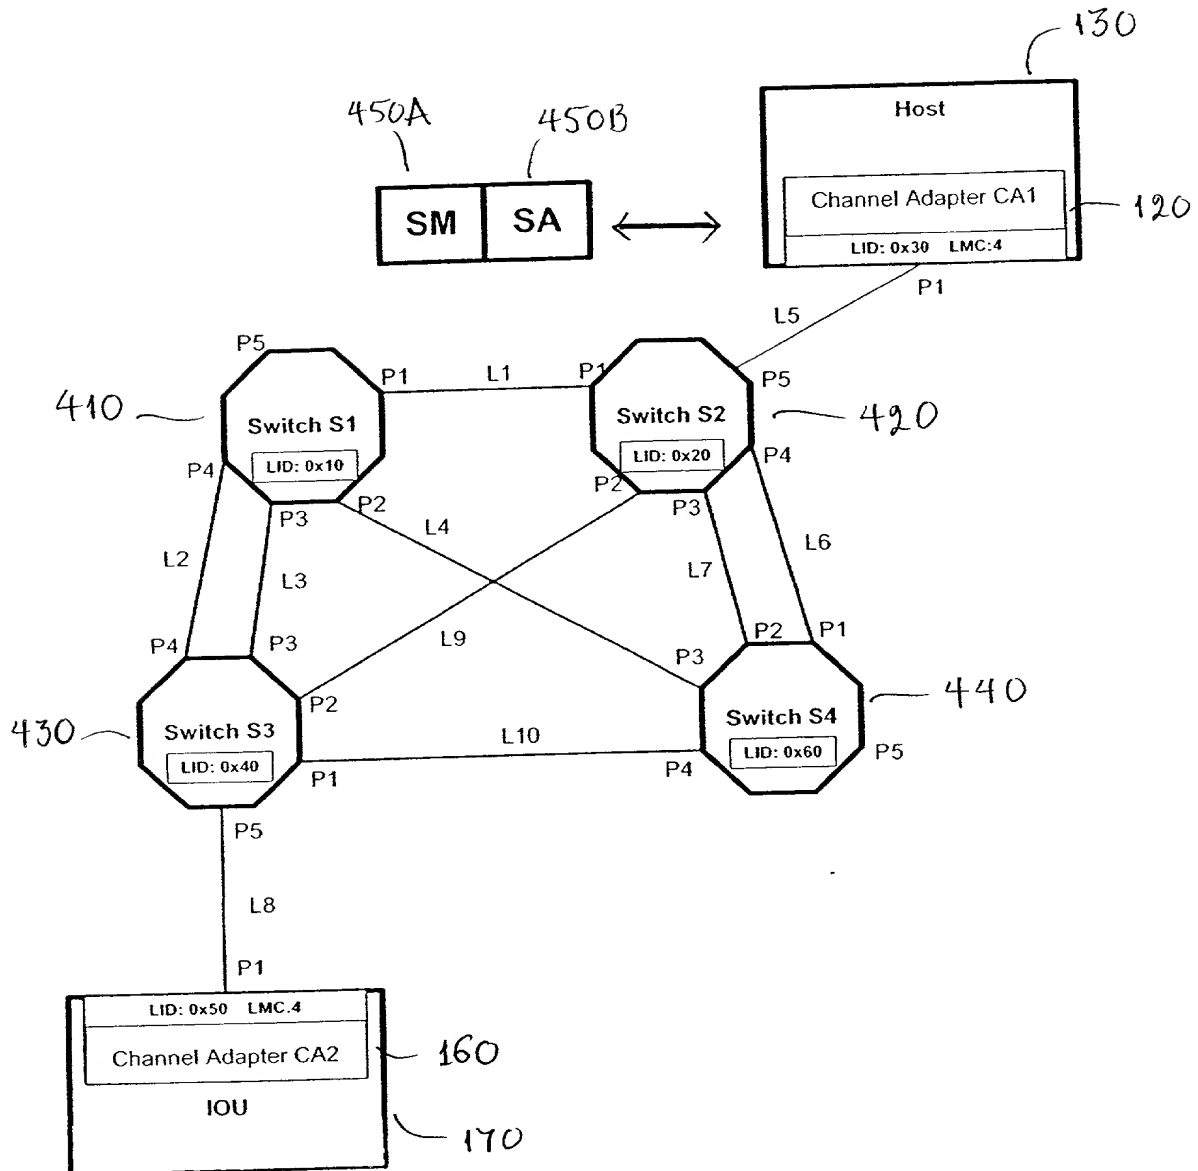 130
450A
450B
Host
SM
SA
Channel Adapter CA1
120
LID: 0x30 LMC:4
P1
L5
P5
P1
L1
P1
P5
410
Switch S1
Switch S2
420
P4
LID: 0x10
LID: 0x20
P4
P2
P2
P3
P3
L4
L2
L3
L7
L6
L9
P4
P3
P2
P1
P3
440
P2
430
Switch S3
Switch S4
LID: 0x40
L10
LID: 0x60
P5
P1
P4
P5
L8
P1
LID: 0x50 LMC.4
Channel Adapter CA2
160
IOU
170